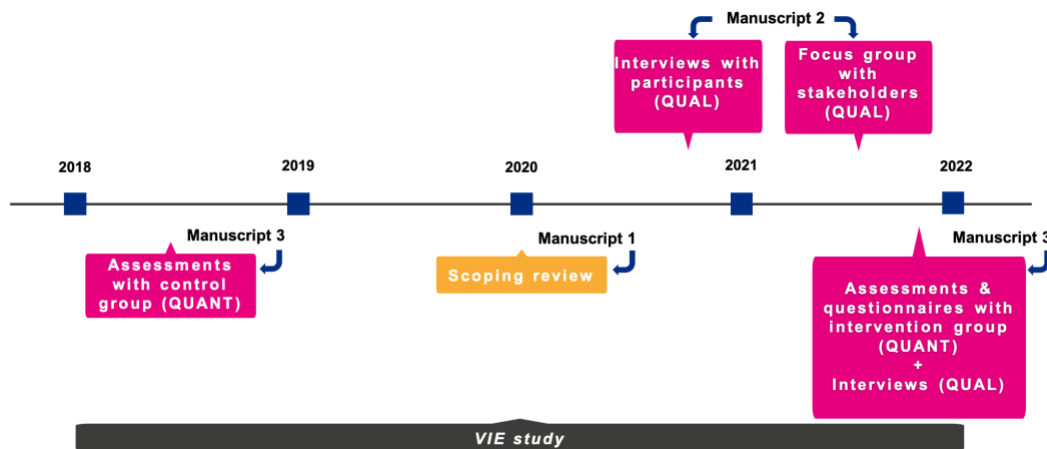 Manuscript 2
Interviews with
participants
(QUAL)
Focus group
with
stakeholders
(QUAL)
2018
2019
2020
2021
2022
Manuscript 3
Assessments
with control
group (QUANT)
Manuscript 1
Scoping review
Manuscript 3
Assessments &
questionnaires with
intervention group
(QUANT)
+
Interviews (QUAL)
VIE study